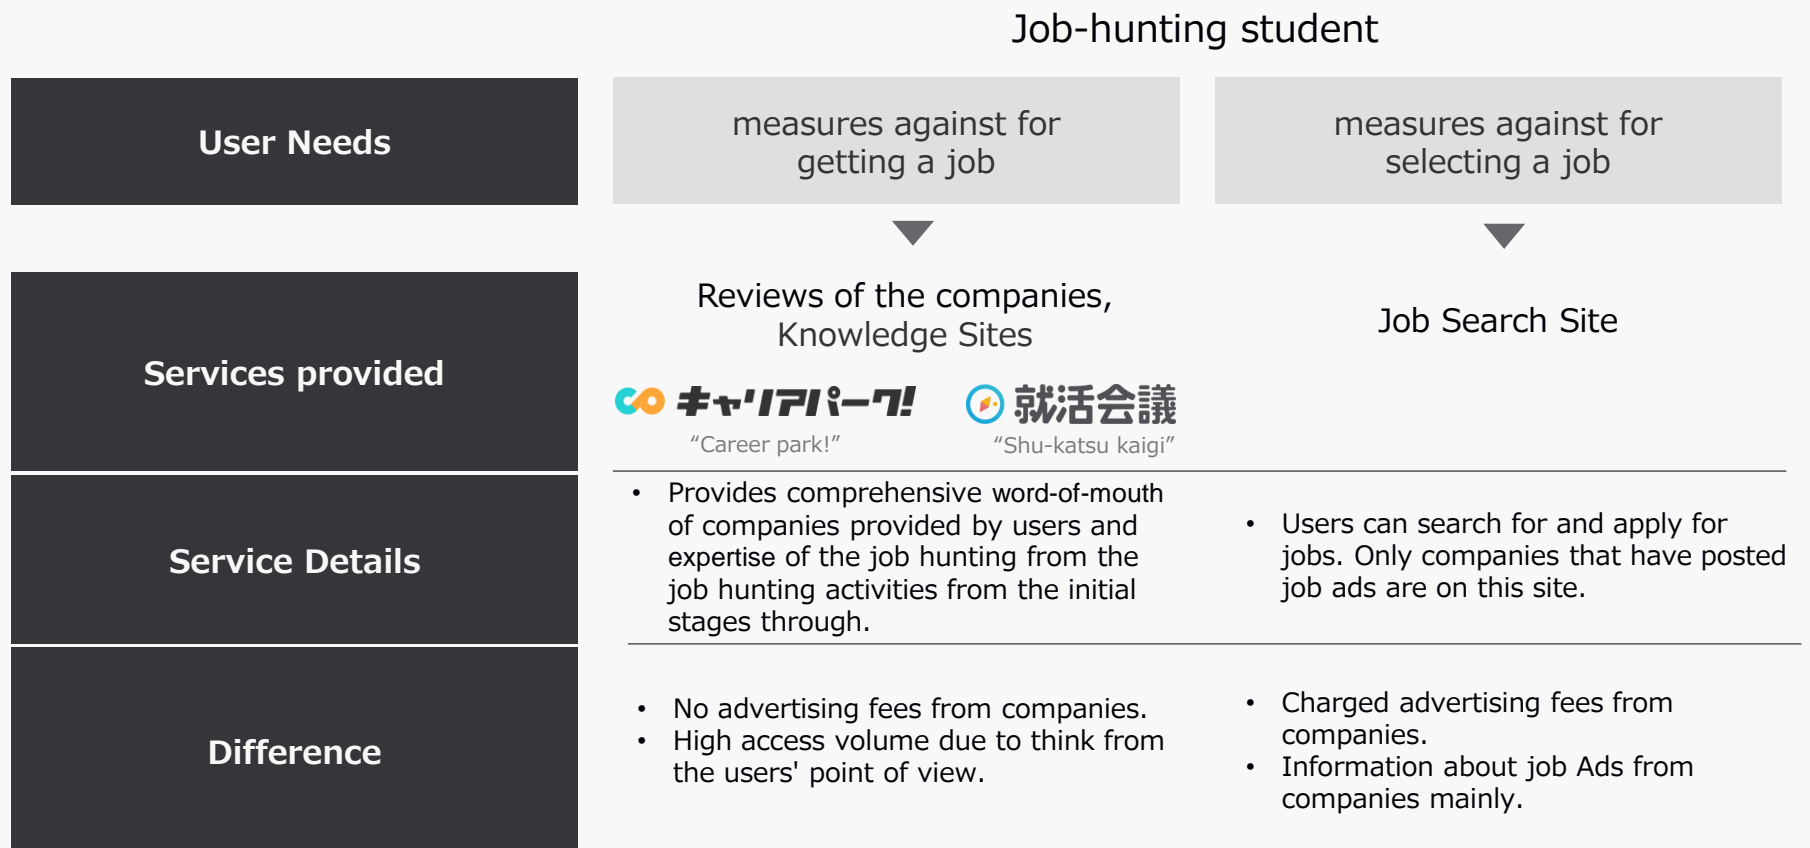 Job-hunting student
User Needs
measures against for
getting a job
measures against for
selecting a job
Services provided
Reviews of the companies,
Knowledge Sites
Job Search Site
キャリアパーク!
就活会議
“Career park!”
“Shu-katsu kaigi”
Service Details
• Provides comprehensive word-of-mouth
of companies provided by users and
expertise of the job hunting from the
job hunting activities from the initial
stages through.
• Users can search for and apply for
jobs. Only companies that have posted
job ads are on this site.
Difference
• No advertising fees from companies.
• High access volume due to think from
the users' point of view.
• Charged advertising fees from
companies.
• Information about job Ads from
companies mainly.